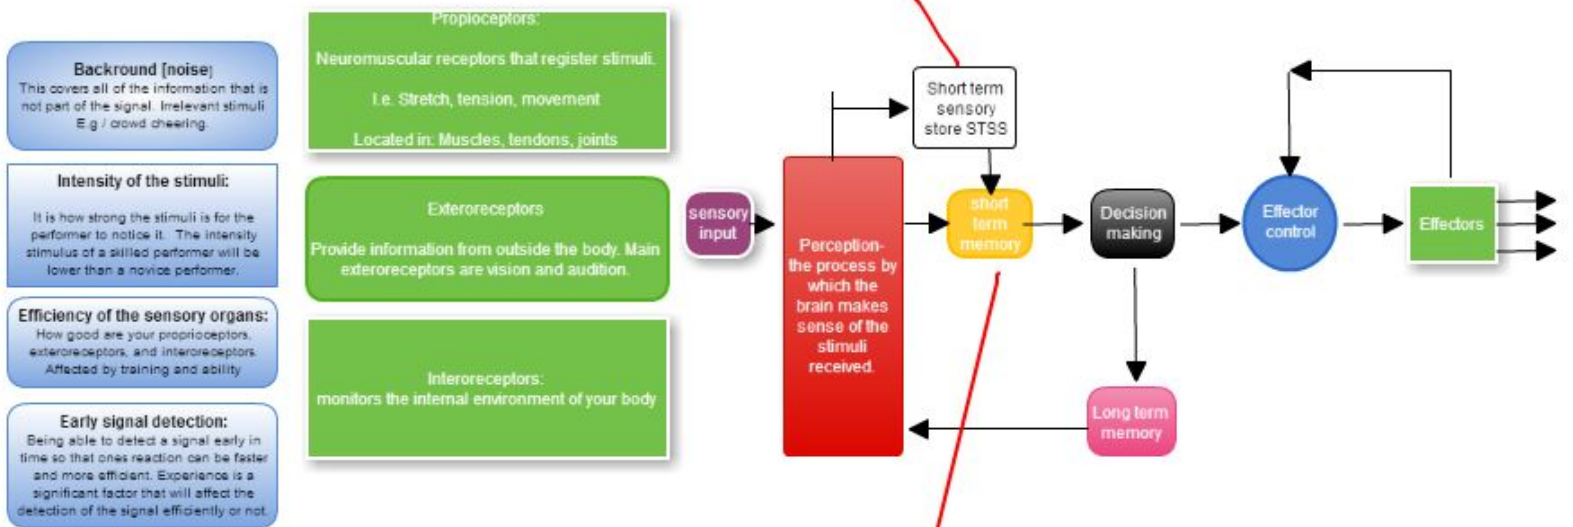 Backround [noise]
This covers all of the information that is
not part of the signal. Irrelevant stimuli
E.g / crowd cheering.
Intensity of the stimuli:
It is how strong the stimuli is for the
performer to notice it. The intensity
stimulus of a skilled performer will be
lower than a novice performer.
Efficiency of the sensory organs:
How good are your proprioceptors,
exteroreceptors, and interoreceptors.
Affected by training and ability
Early signal detection:
Being able to detect a signal early in
time so that ones reaction can be faster
and more efficient. Experience is a
significant factor that will affect the
detection of the signal efficiently or not.
Propioceptors:
Neuromuscular receptors that register stimuli.
I.e. Stretch, tension, movement
Located in: Muscles, tendons, joints
Exteroreceptors
Provide information from outside the body. Main
exteroreceptors are vision and audition.
Interoreceptors:
monitors the internal environment of your body
sensory
input
Perception-
the process by
which the
brain makes
sense of the
stimuli
received.
Short term
sensory
store STSS
short
term
memory
Decision
making
Long term
memory
Effector
control
Effectors